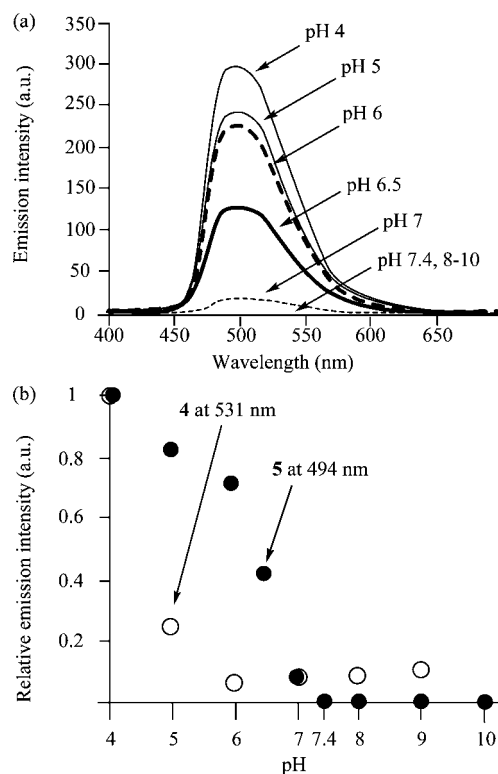 (a)
350
300
250
200
150
100
50
0
Emission intensity (a.u.)
pH 4
pH 5
pH 6
pH 6.5
pH 7
pH 7.4, 8-10
400 450 500 550 600 650
Wavelength (nm)
(b)
1
0.8
0.6
0.4
0.2
Relative emission intensity (a.u.)
4 at 531 nm
5 at 494 nm
4 5 6 7 7.4 8 9 10
pH